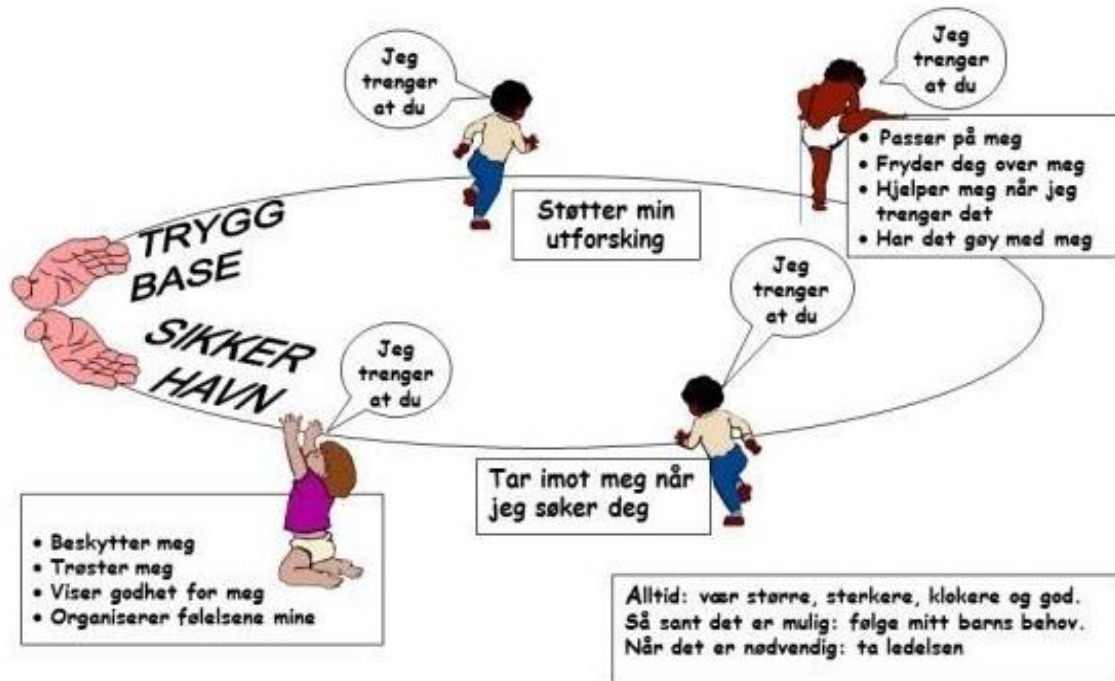 Jeg
trenger
at du
Jeg
trenger
at du
• Passer på meg
• Fryder deg over meg
• Hjelper meg når jeg
trenger det
• Har det gøy med meg
Støtter min
utforsking
TRYGG
BASE
SIKKER
HAVN
Jeg
trenger
at du
Jeg
trenger
at du
Tar imot meg når
jeg søker deg
• Beskytter meg
• Trøster meg
• Viser godhet for meg
• Organiserer følelsene mine
Alltid: vær større, sterkere, klokere og god.
Så sant det er mulig: følge mitt barns behov.
Når det er nødvendig: ta ledelsen